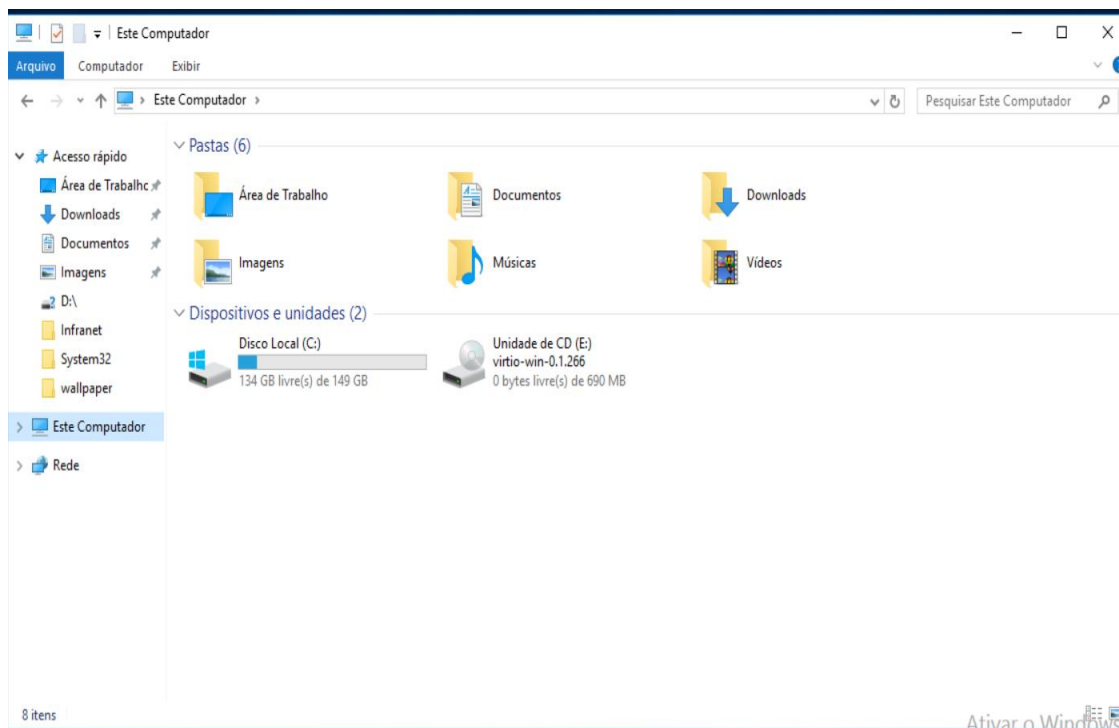 Este Computador
Arquivo Computador Exibir
Este Computador
Pesquisar Este Computador
Acesso rápido
Área de Trabalho
Downloads
Documentos
Imagens
D:\
Infranet
System32
wallpaper
Este Computador
Rede
Pastas (6)
Área de Trabalho
Documentos
Downloads
Imagens
Músicas
Vídeos
Dispositivos e unidades (2)
Disco Local (C:)
134 GB livre(s) de 149 GB
Unidade de CD (E:)
virtio-win-0.1.266
0 bytes livre(s) de 690 MB
8 itens
Ativar o Windows